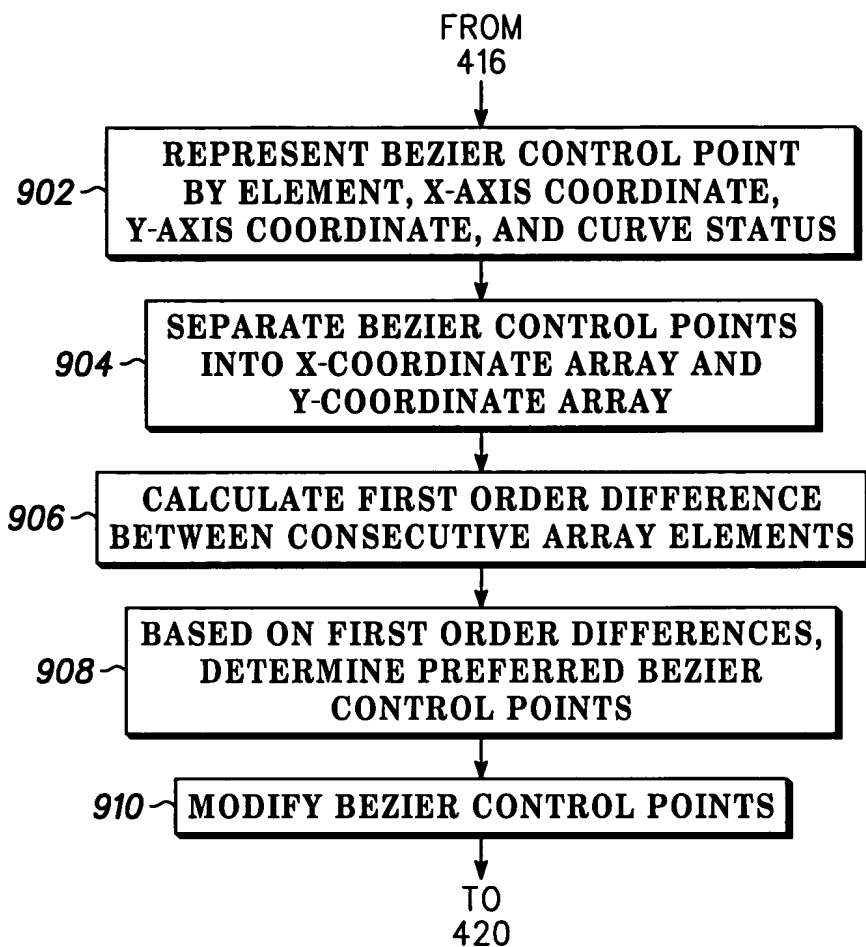 FROM
416
902
REPRESENT BEZIER CONTROL POINT
BY ELEMENT, X-AXIS COORDINATE,
Y-AXIS COORDINATE, AND CURVE STATUS
904
SEPARATE BEZIER CONTROL POINTS
INTO X-COORDINATE ARRAY AND
Y-COORDINATE ARRAY
906
CALCULATE FIRST ORDER DIFFERENCE
BETWEEN CONSECUTIVE ARRAY ELEMENTS
908
BASED ON FIRST ORDER DIFFERENCES,
DETERMINE PREFERRED BEZIER
CONTROL POINTS
910
MODIFY BEZIER CONTROL POINTS
TO
420